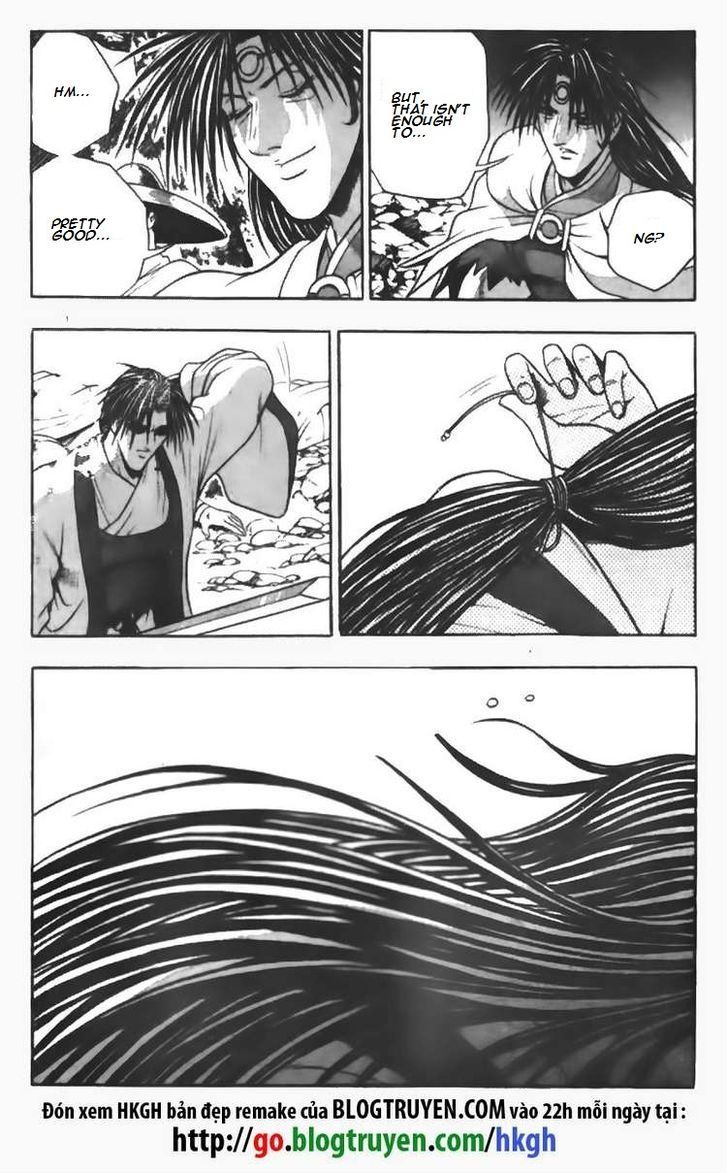 HM...
PRETTY
GOOD...
BUT,
THAT ISN'T
ENOUGH
TO...
NG?
Đón xem HKGH bản đẹp remake của BLOGTRUYEN.COM vào 22h mỗi ngày tại :
http://go.blogtruyen.com/hkgh